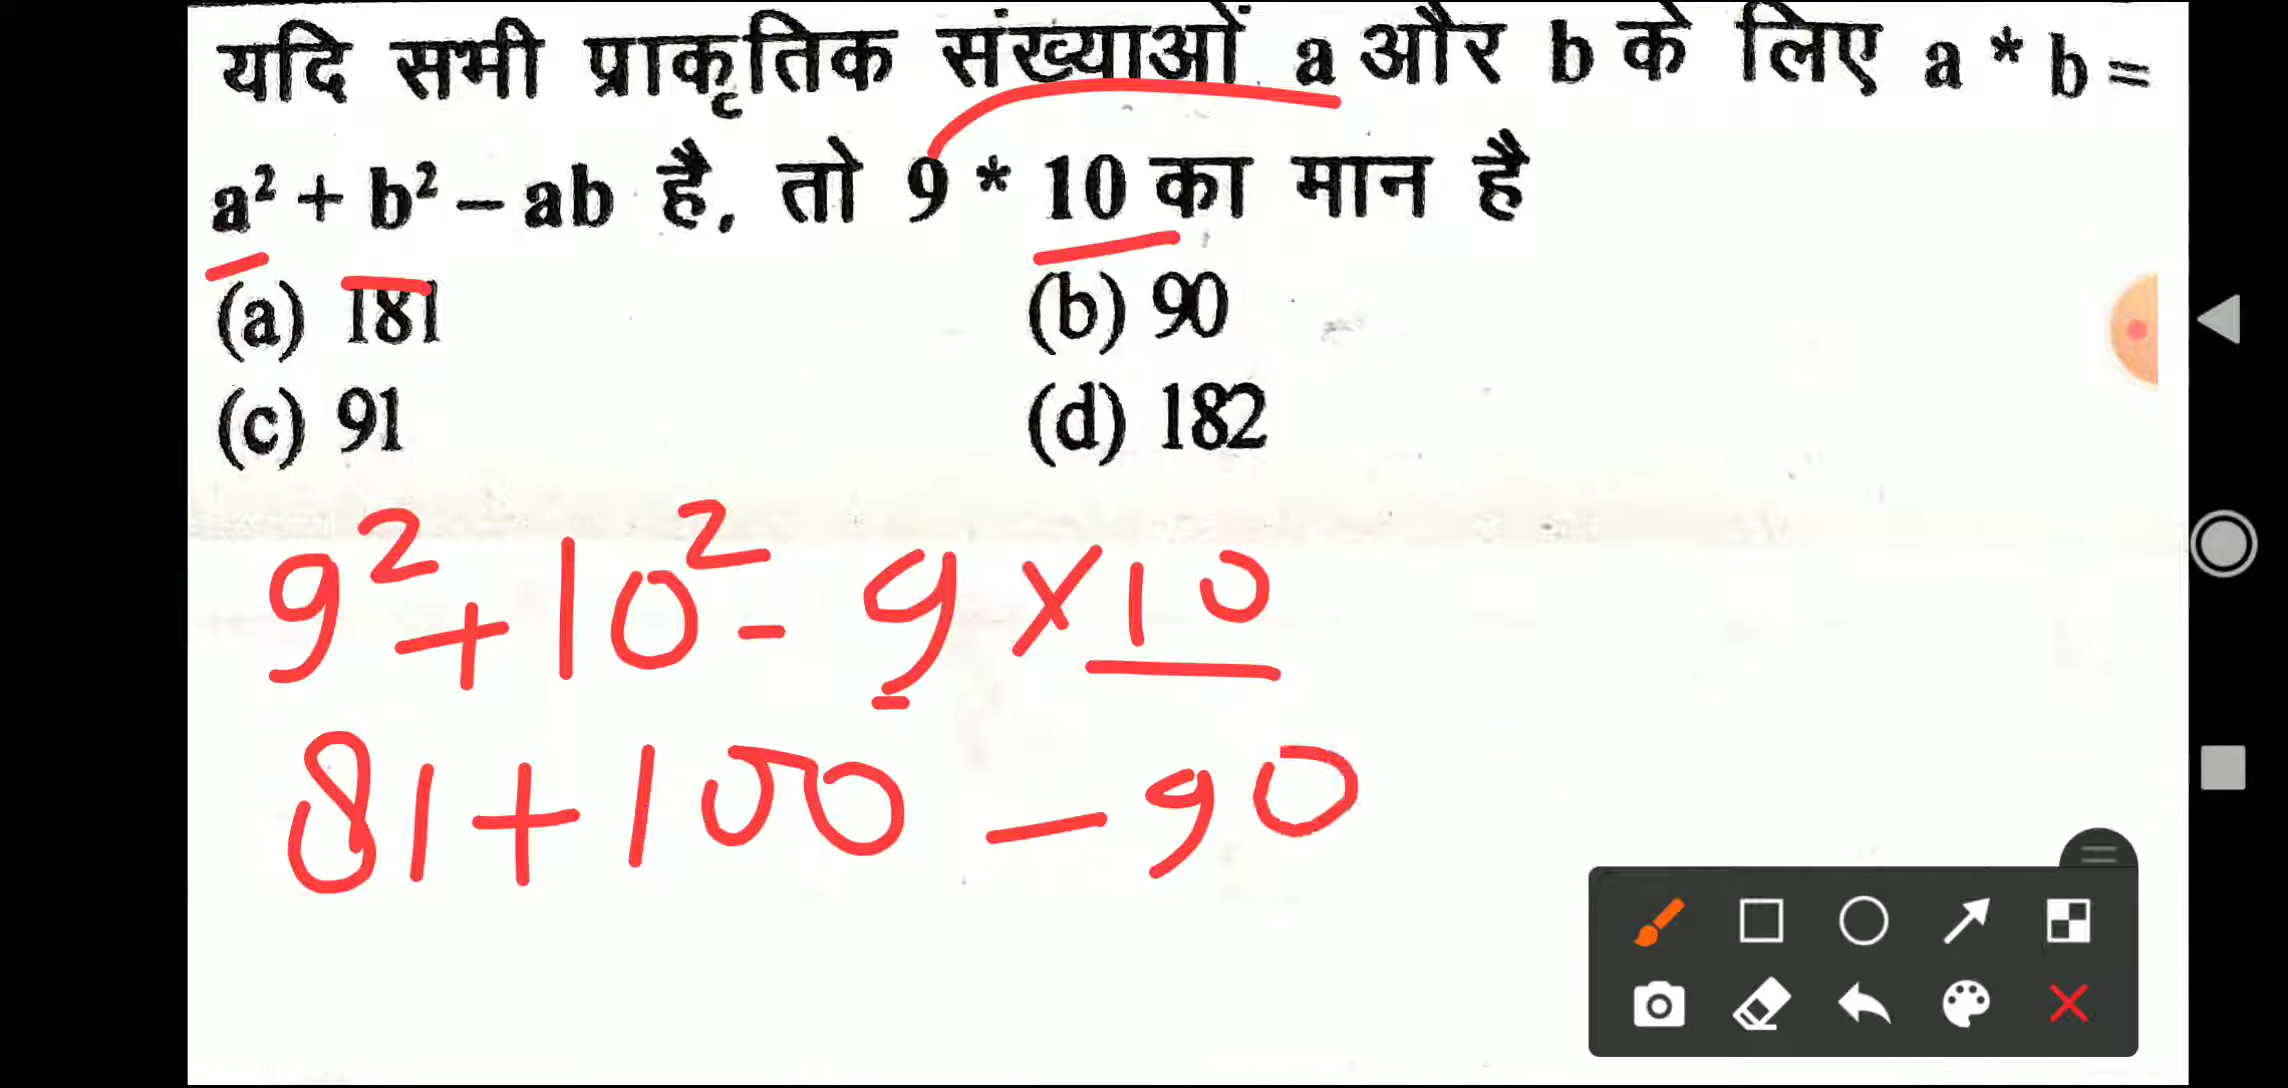 यदि सभी प्राकृतिक संख्याओं a और b के लिए a * b =
a² + b² – ab है, तो 9 * 10 का मान है
(a) 181 (b) 90
(c) 91 (d) 182
9² + 10² - 9 × 10
81 + 100 – 90